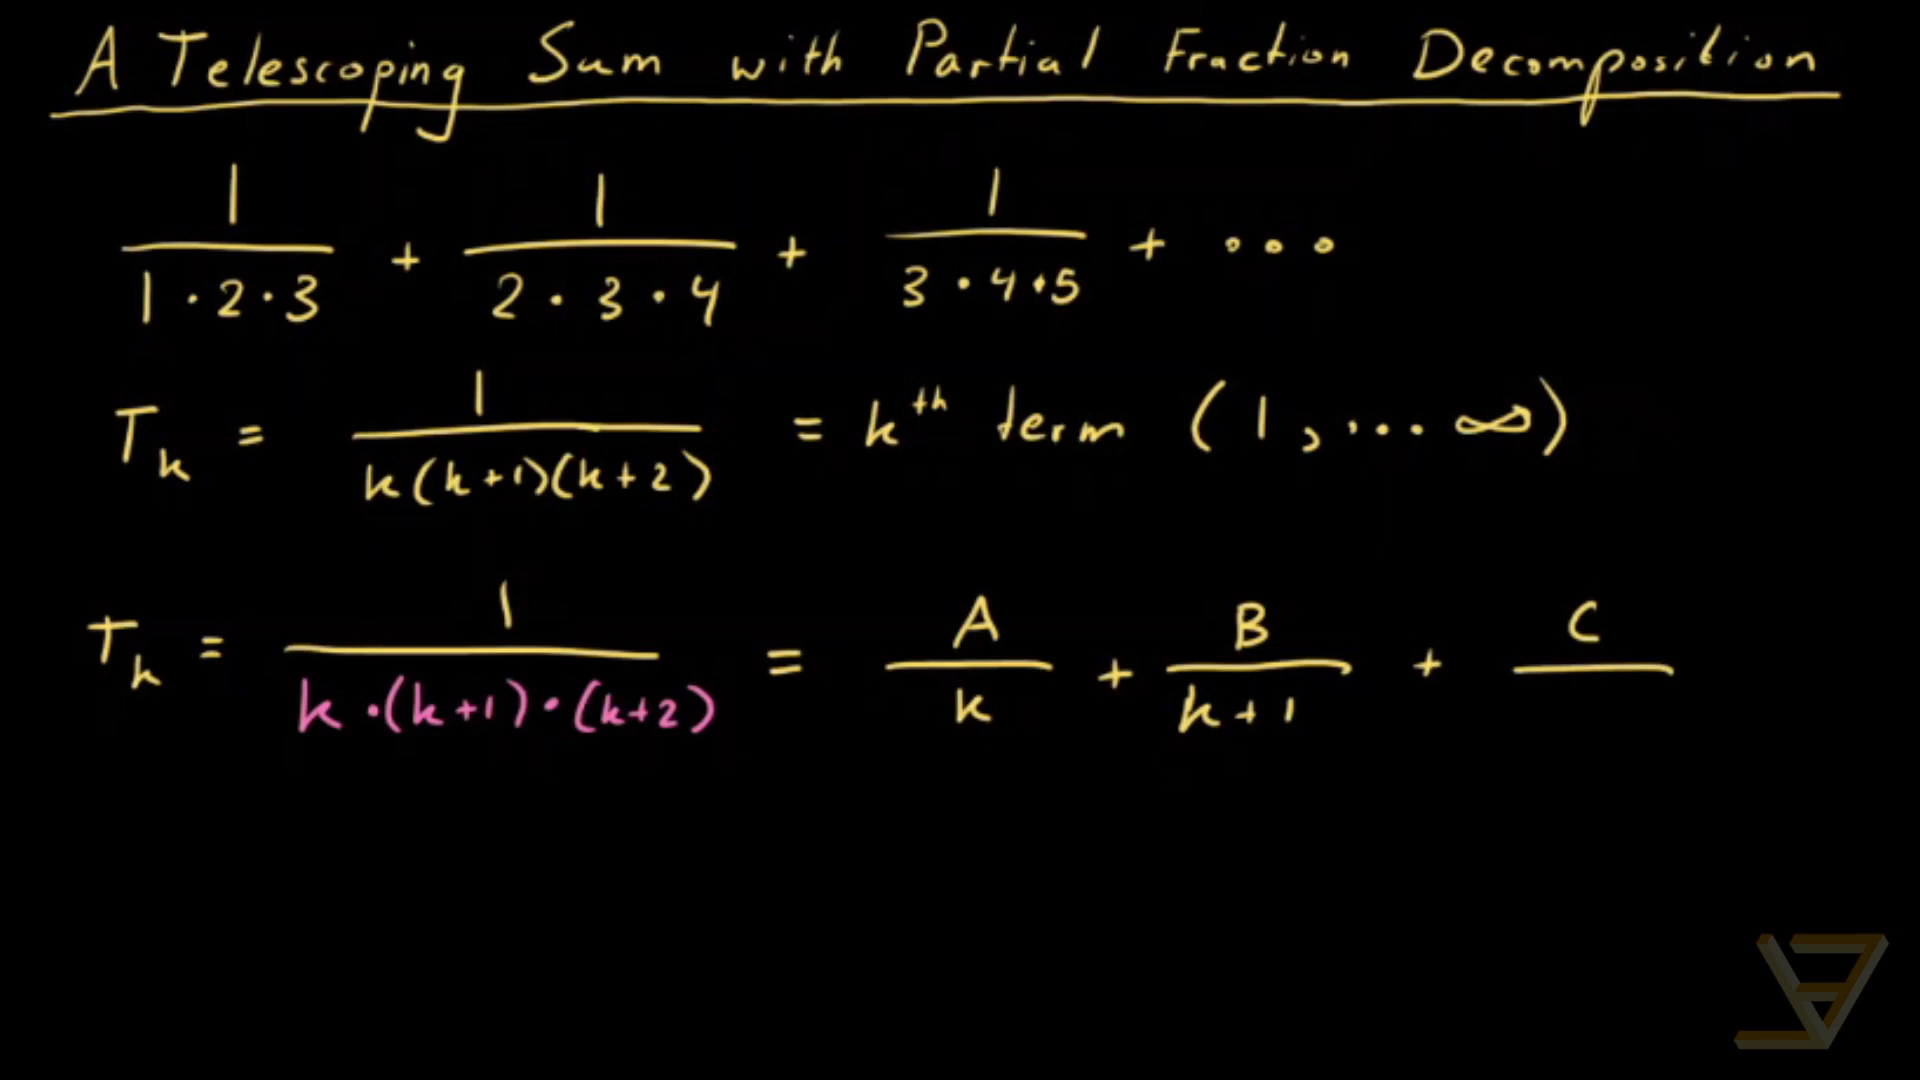 A Telescoping Sum with Partial Fraction Decomposition
1/(1·2·3) + 1/(2·3·4) + 1/(3·4·5) + ∘∘∘
T_k = 1/(k(k+1)(k+2)) = k^th term (1, ... ∞)
T_k = 1/(k·(k+1)·(k+2)) = A/k + B/(k+1) + C/